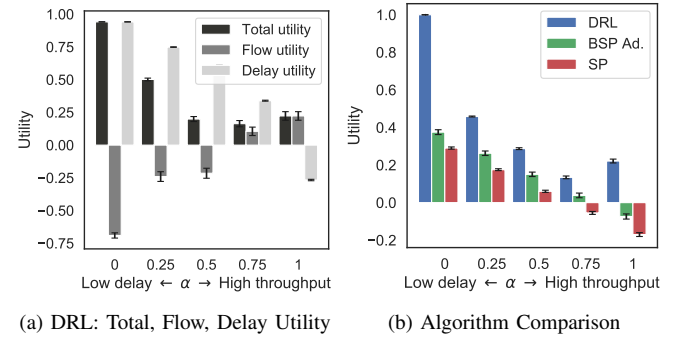 1.00
0.75
0.50
0.25
0.00
−0.25
−0.50
−0.75
Utility
Total utility
Flow utility
Delay utility
0 0.25 0.5 0.75 1
Low delay ← α → High throughput
(a) DRL: Total, Flow, Delay Utility
1.0
0.8
0.6
0.4
0.2
0.0
−0.2
Utility
DRL
BSP Ad.
SP
0 0.25 0.5 0.75 1
Low delay ← α → High throughput
(b) Algorithm Comparison